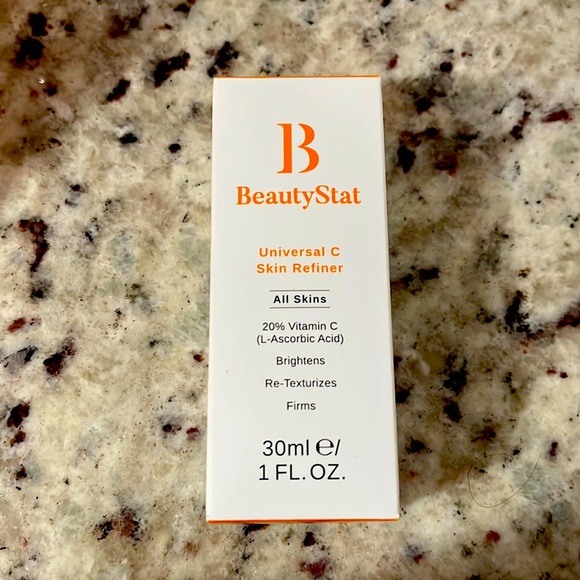 B
BeautyStat
Universal C
Skin Refiner
All Skins
20% Vitamin C
(L-Ascorbic Acid)
Brightens
Re-Texturizes
Firms
30ml ℮/
1 FL. OZ.